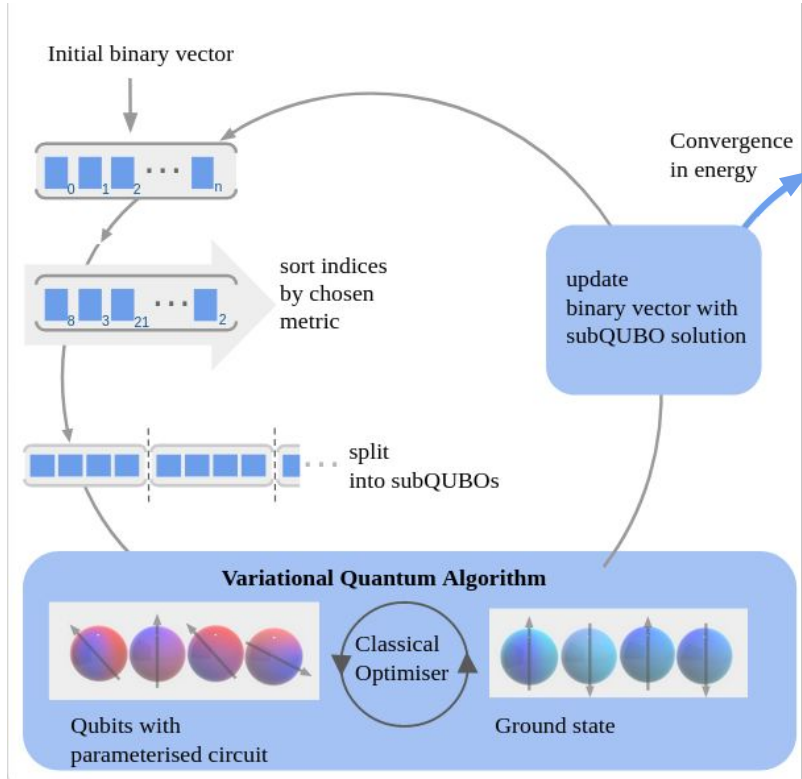 Initial binary vector
0 1 2 ··· n
Convergence
in energy
sort indices
by chosen
metric
8 3 21 ··· 2
update
binary vector with
subQUBO solution
split
into subQUBOs
···
Variational Quantum Algorithm
Classical
Optimiser
Qubits with
parameterised circuit
Ground state